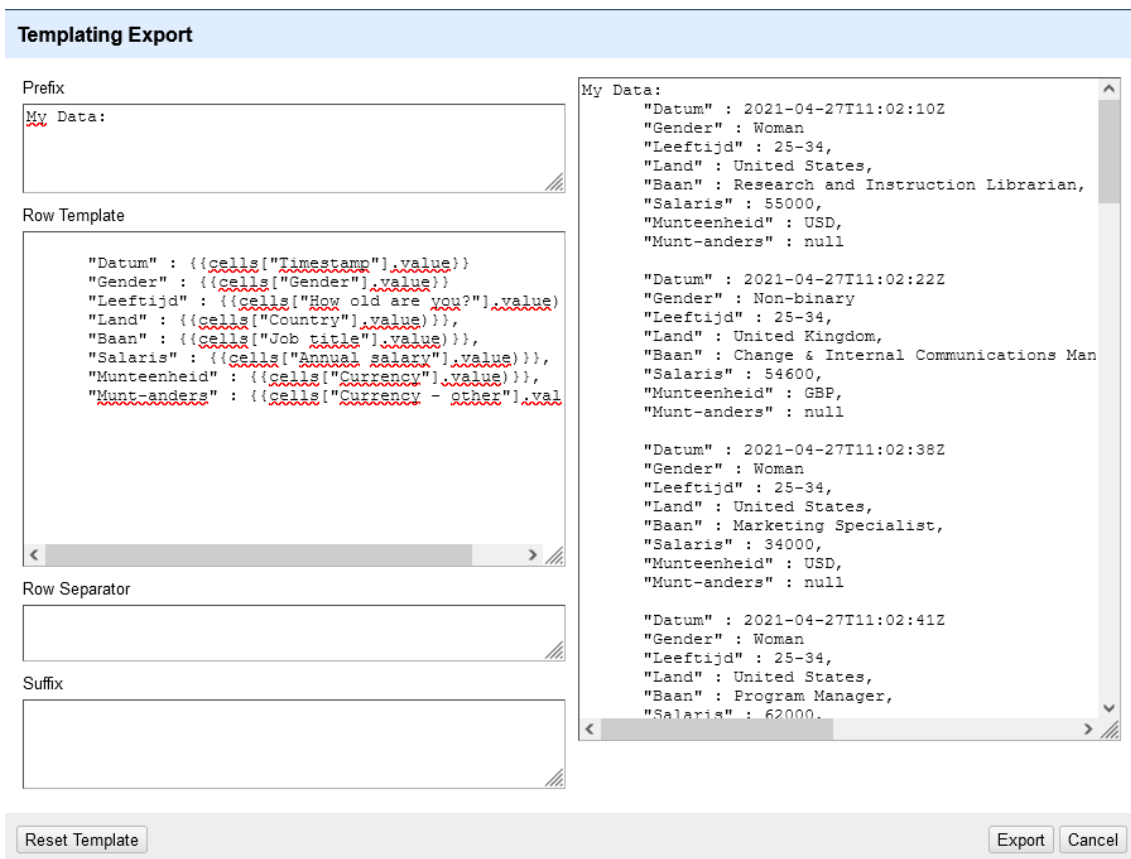 Templating Export
Prefix
My Data:
Row Template
"Datum" : {{cells["Timestamp"].value}}
"Gender" : {{cells["Gender"].value}}
"Leeftijd" : {{cells["How old are you?"].value)
"Land" : {{cells["Country"].value)}},
"Baan" : {{cells["Job title"].value)}},
"Salaris" : {{cells["Annual salary"].value)}},
"Munteenheid" : {{cells["Currency"].value)}},
"Munt-anders" : {{cells["Currency - other"].val
Row Separator
Suffix
My Data:
"Datum" : 2021-04-27T11:02:10Z
"Gender" : Woman
"Leeftijd" : 25-34,
"Land" : United States,
"Baan" : Research and Instruction Librarian,
"Salaris" : 55000,
"Munteenheid" : USD,
"Munt-anders" : null
"Datum" : 2021-04-27T11:02:22Z
"Gender" : Non-binary
"Leeftijd" : 25-34,
"Land" : United Kingdom,
"Baan" : Change & Internal Communications Man
"Salaris" : 54600,
"Munteenheid" : GBP,
"Munt-anders" : null
"Datum" : 2021-04-27T11:02:38Z
"Gender" : Woman
"Leeftijd" : 25-34,
"Land" : United States,
"Baan" : Marketing Specialist,
"Salaris" : 34000,
"Munteenheid" : USD,
"Munt-anders" : null
"Datum" : 2021-04-27T11:02:41Z
"Gender" : Woman
"Leeftijd" : 25-34,
"Land" : United States,
"Baan" : Program Manager,
"Salaris" : 62000,
Reset Template
Export
Cancel